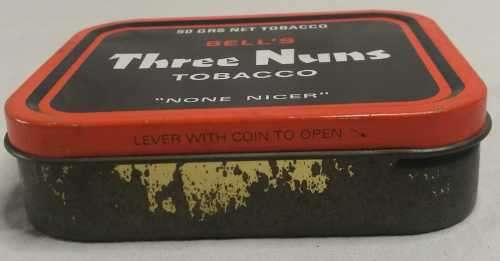 50 GRS NET TOBACCO
BELL'S
Three Nuns
TOBACCO
"NONE NICER"
LEVER WITH COIN TO OPEN